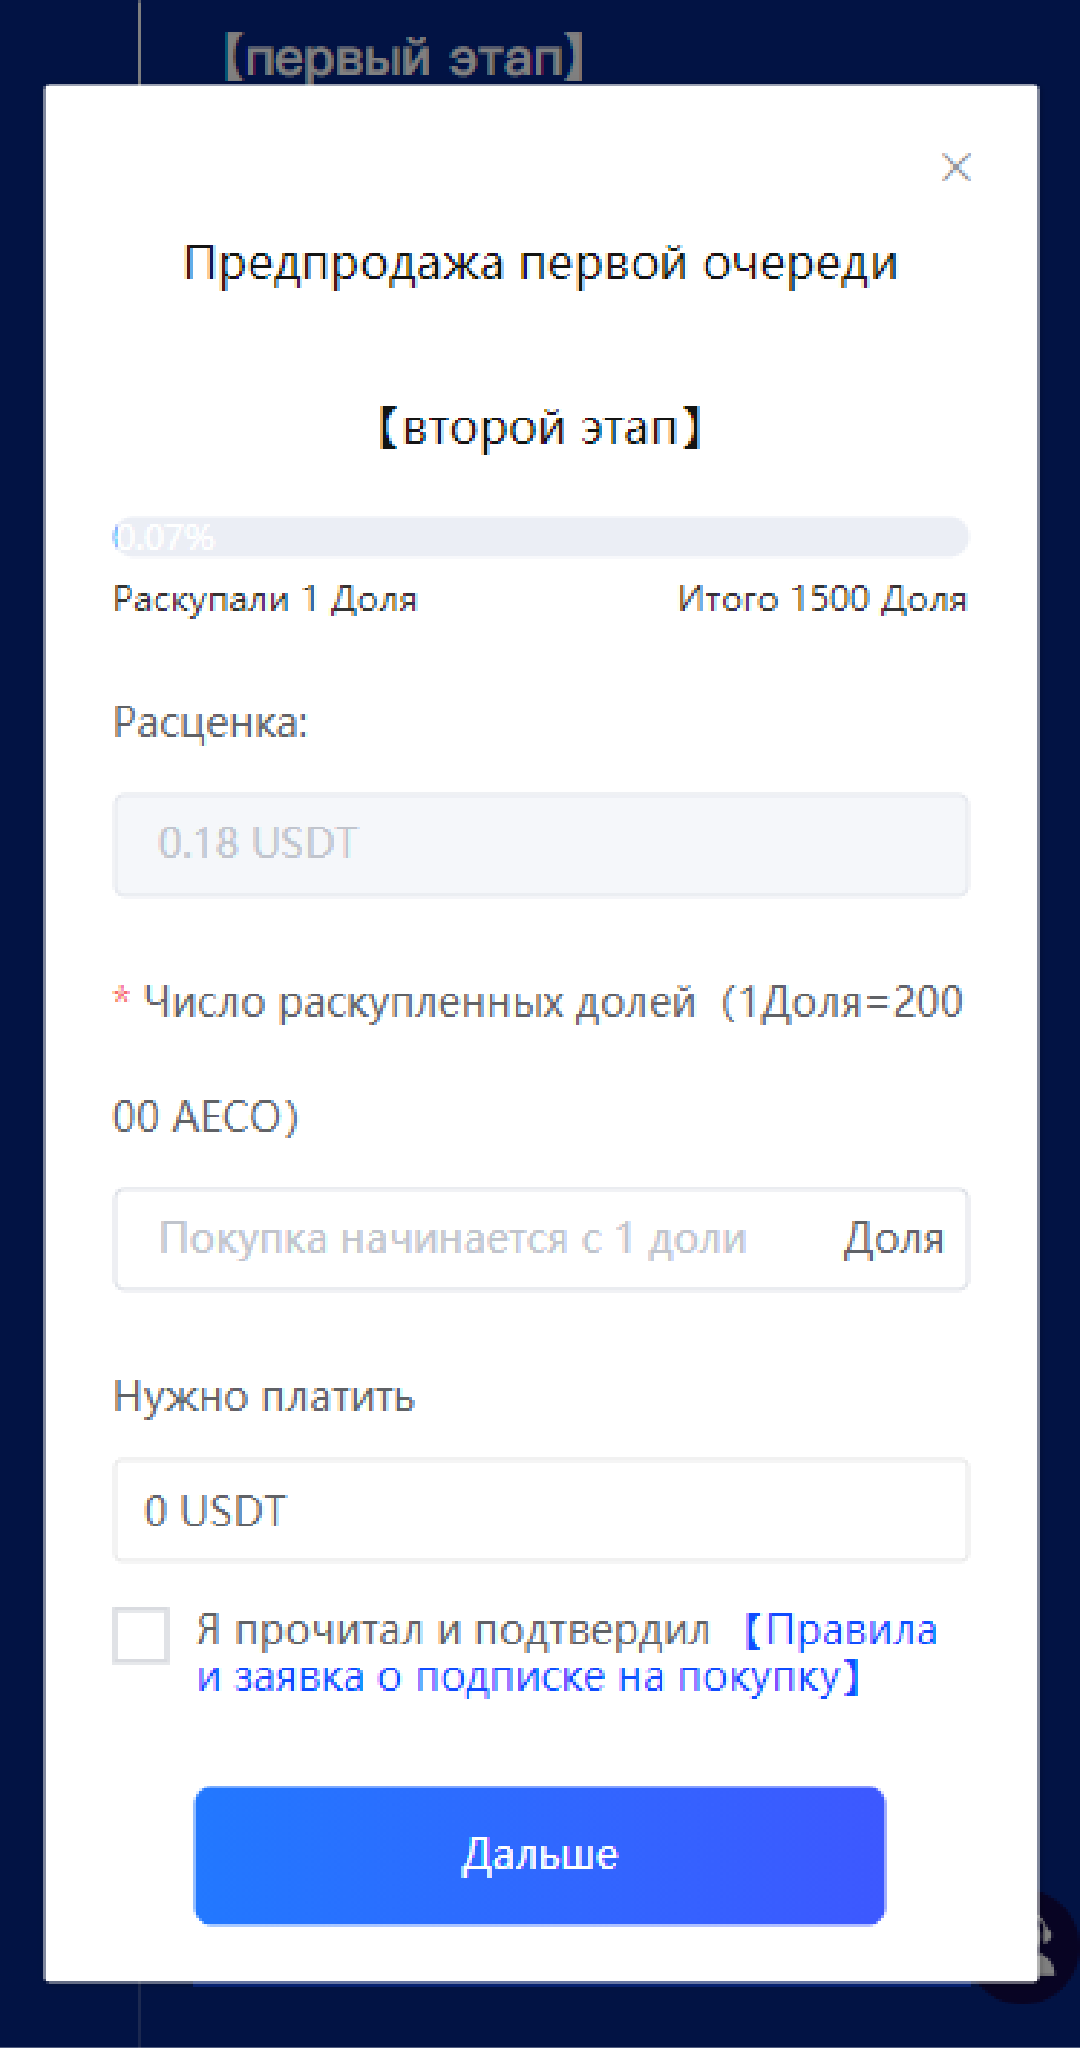 【первый этап】
Предпродажа первой очереди
【второй этап】
0.07%
Раскупали 1 Доля
Итого 1500 Доля
Расценка:
0.18 USDT
* Число раскупленных долей（1Доля=200
00 AECO）
Покупка начинается с 1 доли Доля
Нужно платить
0 USDT
Я прочитал и подтвердил 【Правила
и заявка о подписке на покупку】
Дальше